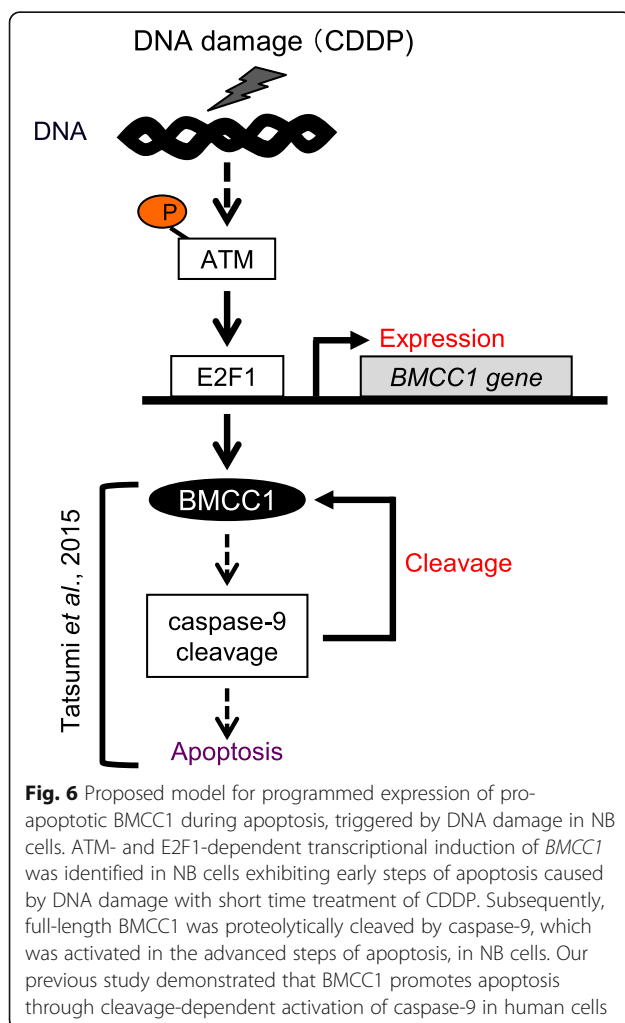 DNA damage (CDDP)
DNA
P
ATM
Expression
E2F1
BMCC1 gene
BMCC1
Tatsumi et al., 2015
Cleavage
caspase-9
cleavage
Apoptosis
Fig. 6 Proposed model for programmed expression of pro-
apoptotic BMCC1 during apoptosis, triggered by DNA damage in NB
cells. ATM- and E2F1-dependent transcriptional induction of BMCC1
was identified in NB cells exhibiting early steps of apoptosis caused
by DNA damage with short time treatment of CDDP. Subsequently,
full-length BMCC1 was proteolytically cleaved by caspase-9, which
was activated in the advanced steps of apoptosis, in NB cells. Our
previous study demonstrated that BMCC1 promotes apoptosis
through cleavage-dependent activation of caspase-9 in human cells